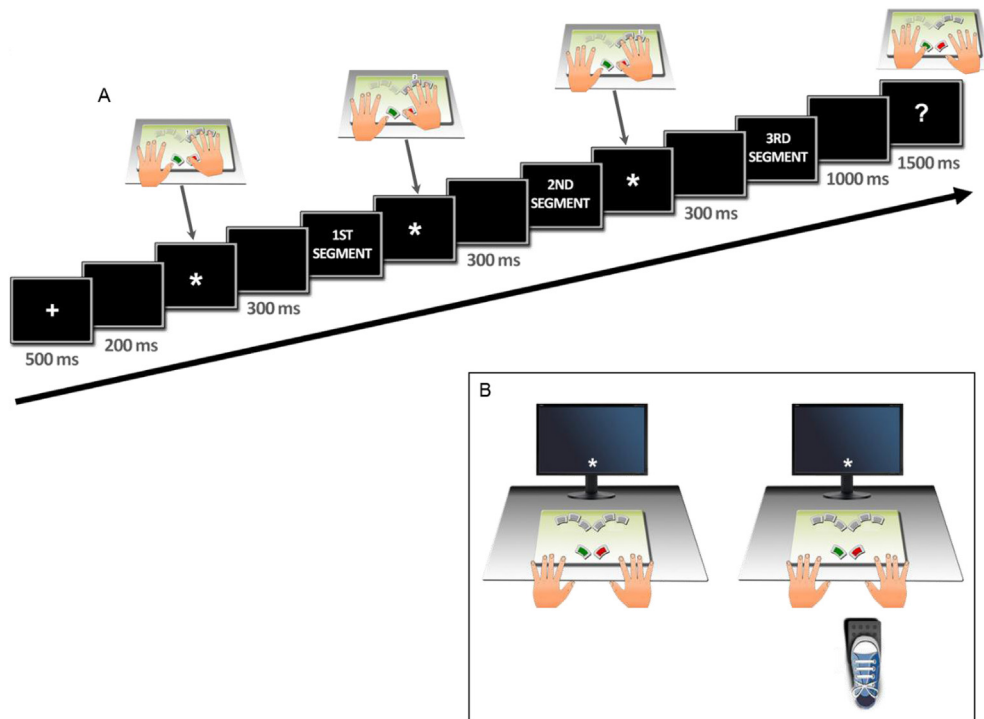 A
+
500 ms
200 ms
*
300 ms
1ST
SEGMENT
*
300 ms
2ND
SEGMENT
*
300 ms
3RD
SEGMENT
1000 ms
?
1500 ms
B
*
*